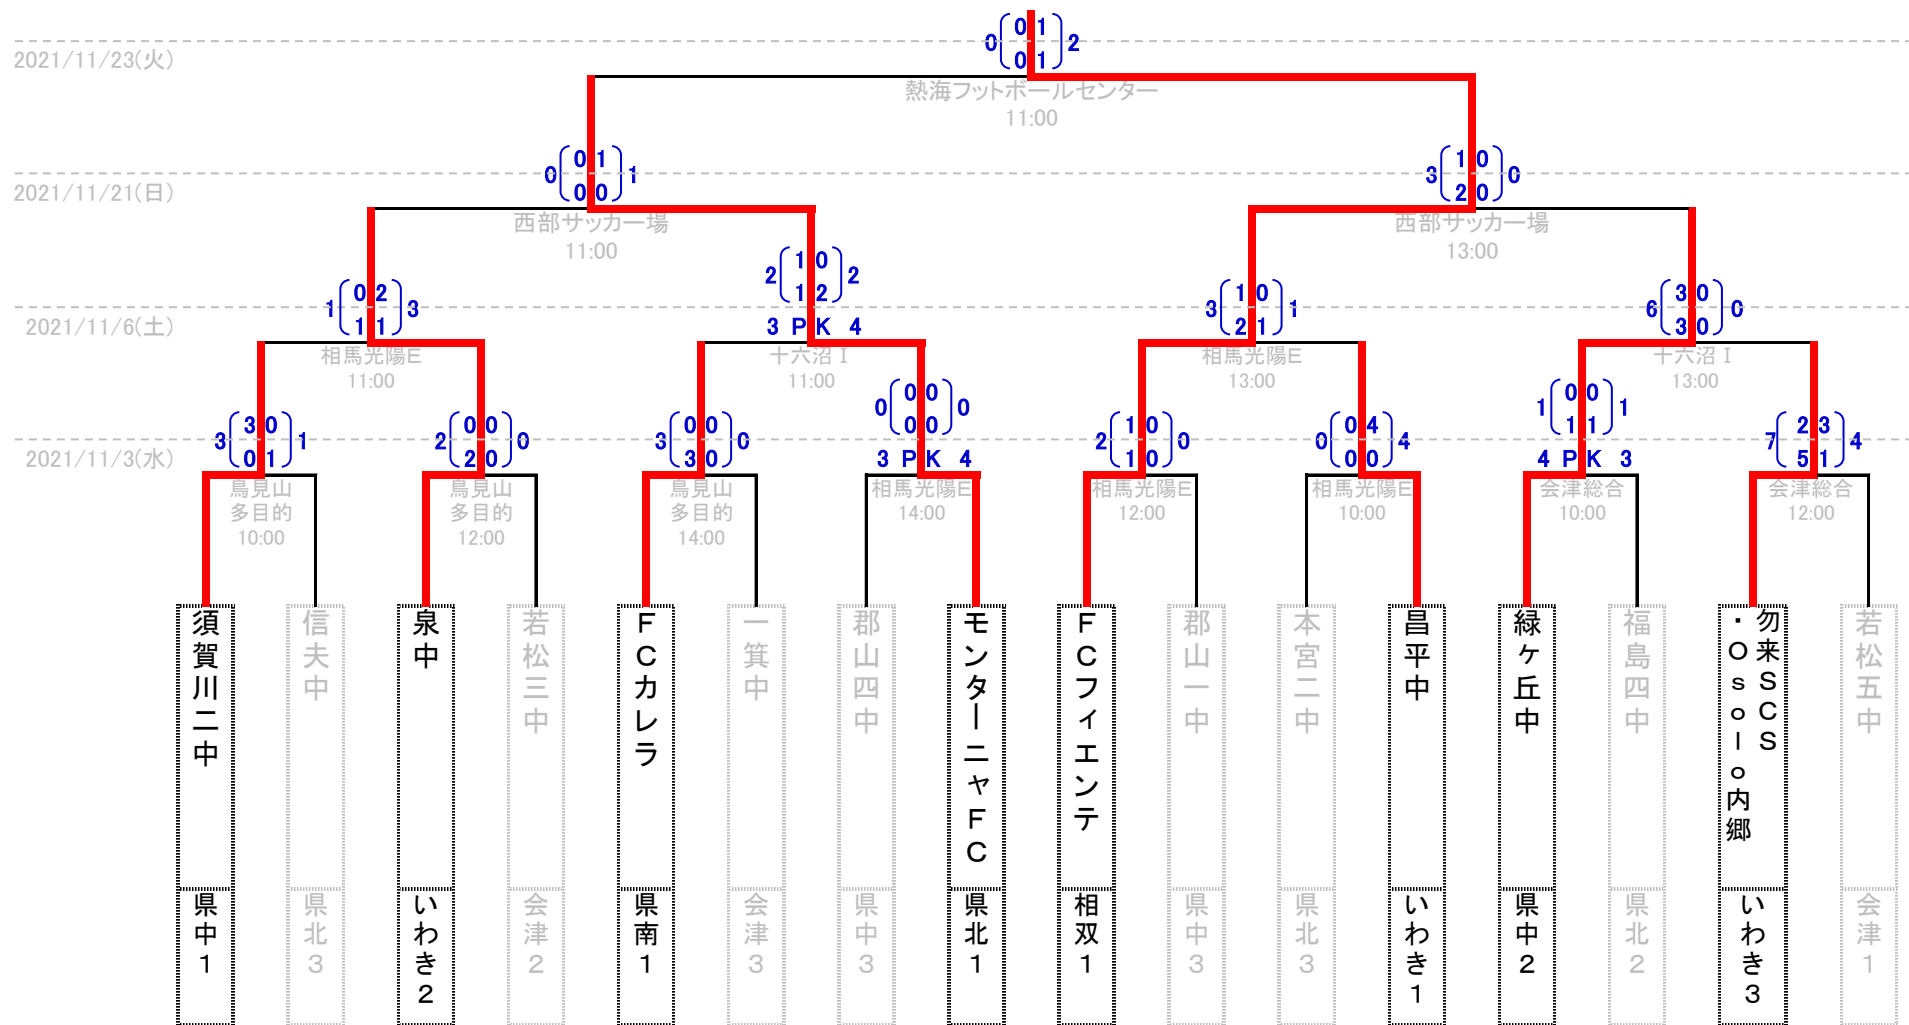 0 0 1 2
0 1
2021/11/23(火)
熱海フットボールセンター
11:00
0 0 1 1
0 0
3 1 0 0
2 0
2021/11/21(日)
西部サッカー場
11:00
西部サッカー場
13:00
1 0 2 3
1 1
2 1 0 2
1 2
3 PK 4
3 1 0 1
2 1
6 3 0 0
3 0
2021/11/6(土)
相馬光陽E
11:00
十六沼 I
11:00
相馬光陽E
13:00
十六沼 I
13:00
3 3 0 1
0 1
2 0 0 0
2 0
3 0 0 0
3 0
0 0 0 0
0 0
3 PK 4
2 1 0 0
1 0
0 0 4 4
0 0
1 0 0 1
1 1
4 PK 3
7 2 3 4
5 1
2021/11/3(水)
鳥見山
多目的
10:00
鳥見山
多目的
12:00
鳥見山
多目的
14:00
相馬光陽E
14:00
相馬光陽E
12:00
相馬光陽E
10:00
会津総合
10:00
会津総合
12:00
須賀川二中
信夫中
泉中
若松三中
FCカレラ
一箕中
郡山四中
モンターニャFC
FCフィエンテ
郡山一中
本宮二中
昌平中
緑ヶ丘中
福島四中
勿来SCS
・Osolo内郷
若松五中
県中1
県北3
いわき2
会津2
県南1
会津3
県中3
県北1
相双1
県中3
県北3
いわき1
県中2
県北2
いわき3
会津1